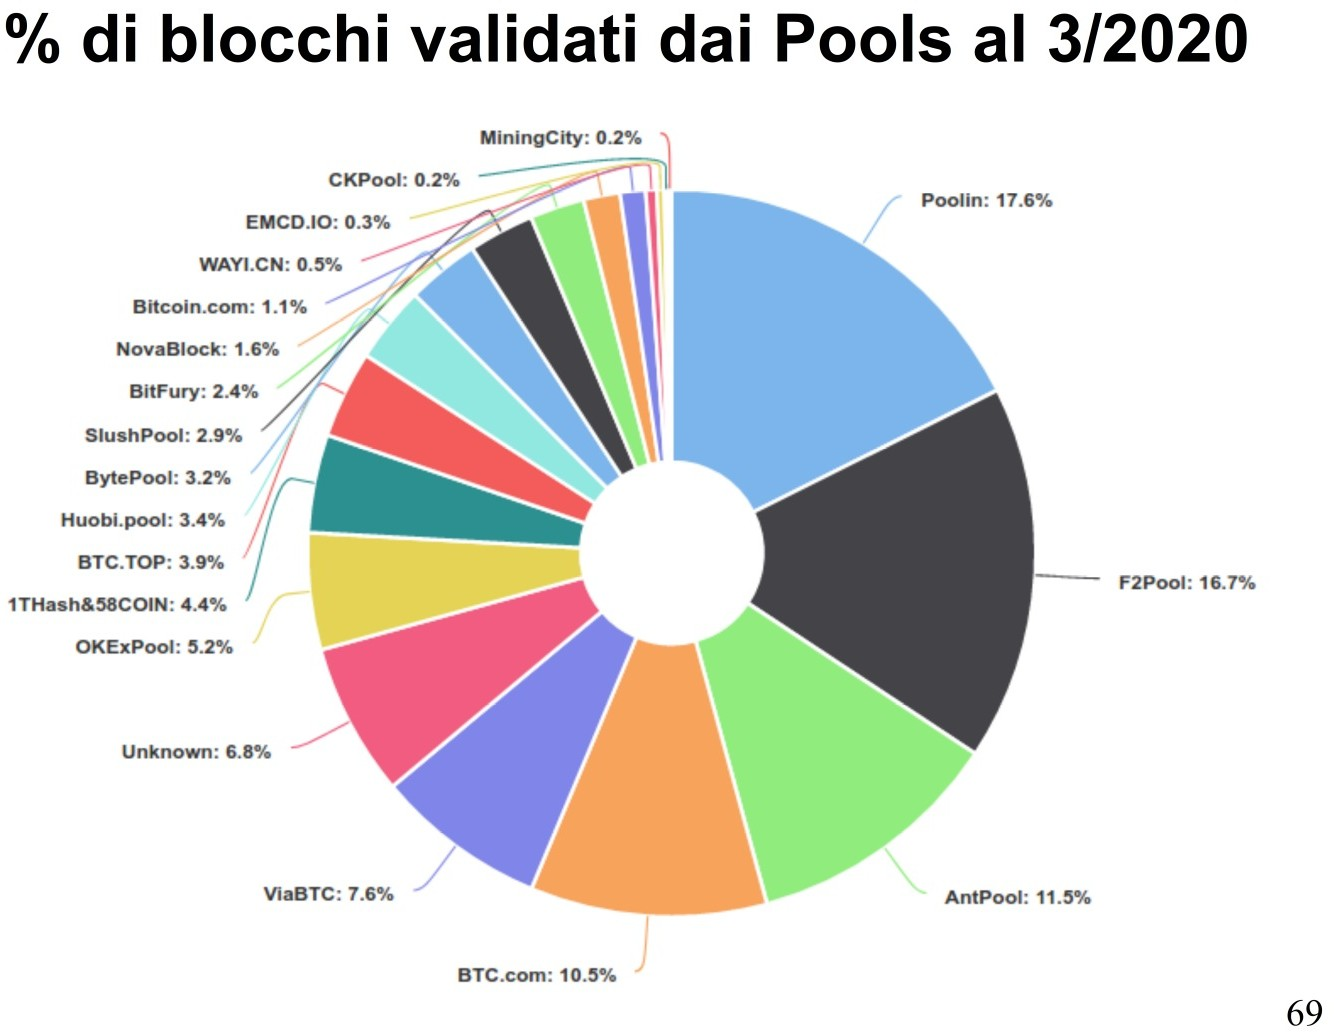 % di blocchi validati dai Pools al 3/2020
MiningCity: 0.2%
CKPool: 0.2%
EMCD.IO: 0.3%
WAYI.CN: 0.5%
Bitcoin.com: 1.1%
NovaBlock: 1.6%
BitFury: 2.4%
SlushPool: 2.9%
BytePool: 3.2%
Huobi.pool: 3.4%
BTC.TOP: 3.9%
1THash&58COIN: 4.4%
OKExPool: 5.2%
Unknown: 6.8%
ViaBTC: 7.6%
BTC.com: 10.5%
AntPool: 11.5%
F2Pool: 16.7%
Poolin: 17.6%
69